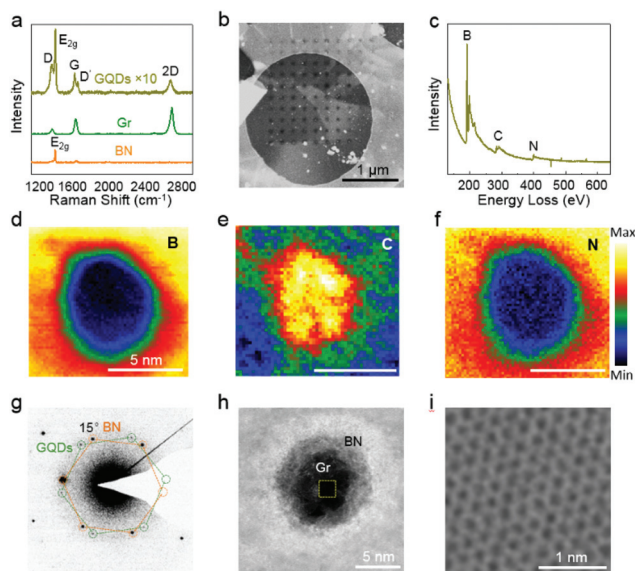 a
b
c
D
E2g
G
D'
2D
GQDs ×10
Gr
E2g
BN
Intensity
1200 1600 2000 2400 2800
Raman Shift (cm-1)
1 µm
B
C
N
Intensity
200 300 400 500 600
Energy Loss (eV)
d
B
5 nm
e
C
f
N
Max
Min
g
15° BN
GQDs
h
BN
Gr
5 nm
i
1 nm